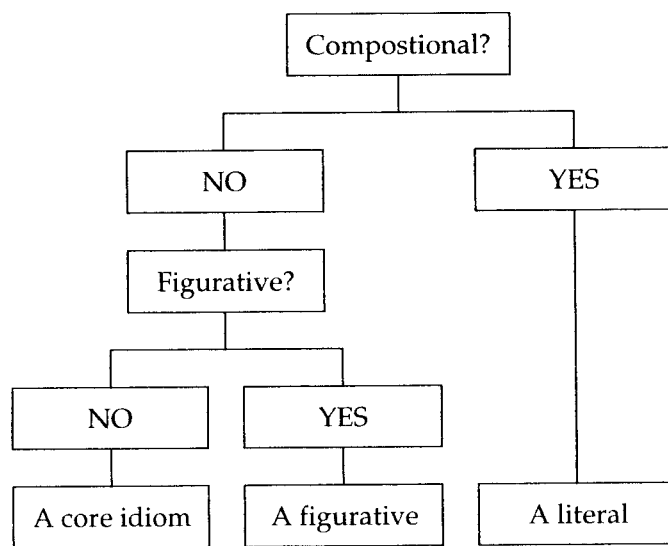 Compostional?
NO
YES
Figurative?
NO
YES
A core idiom
A figurative
A literal